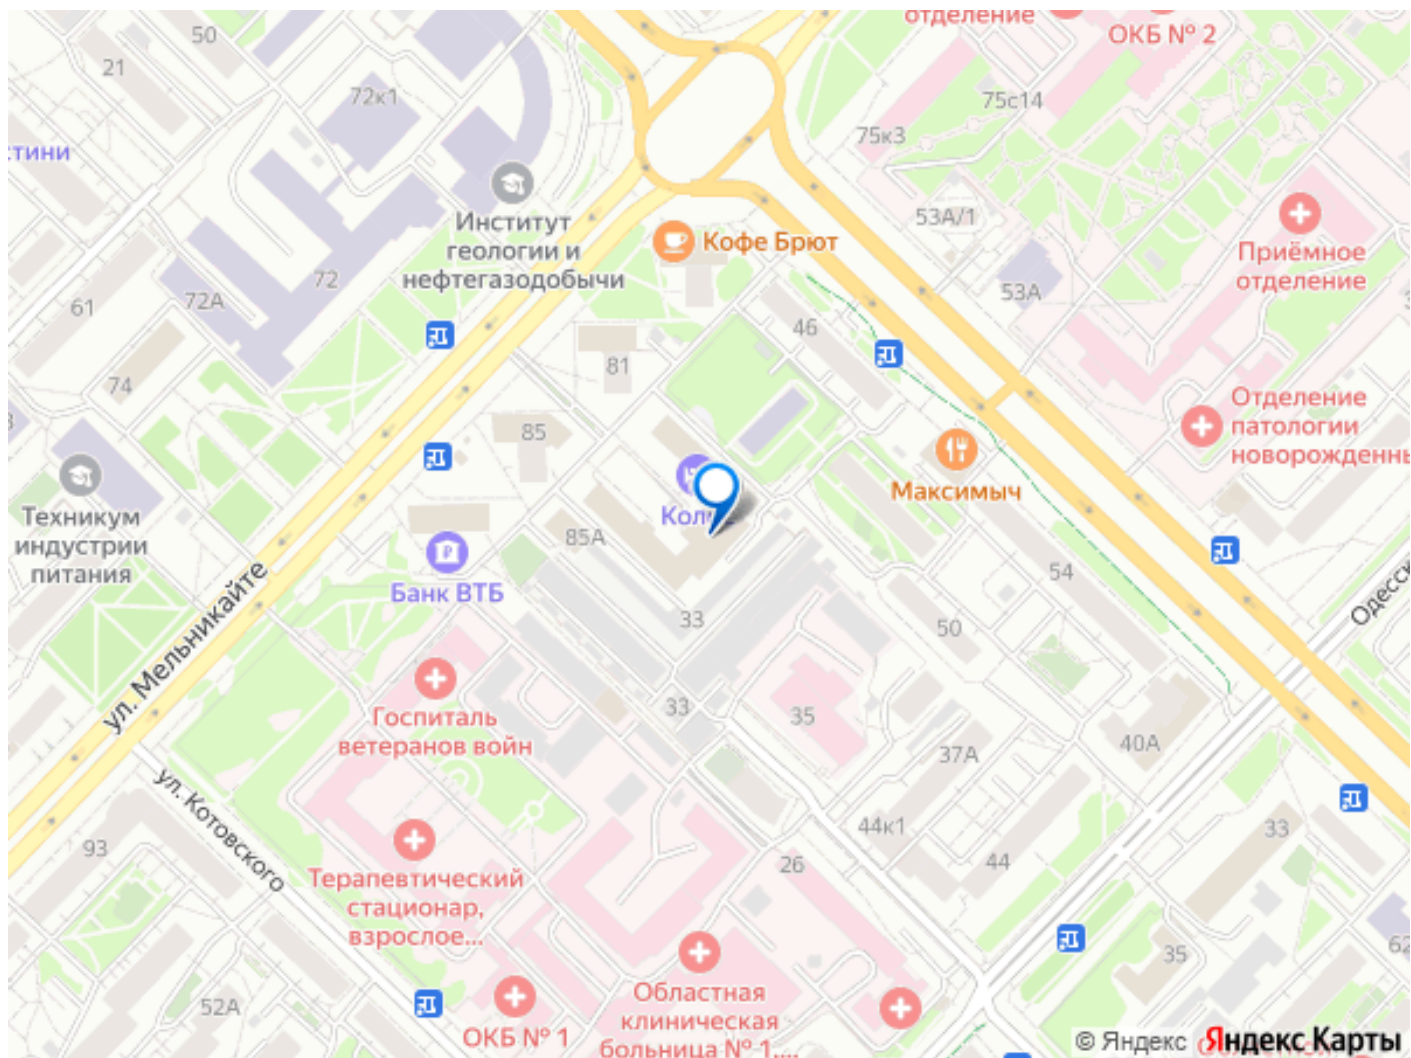 отделение
ОКБ № 2
50
21
72к1
75с14
75к3
стини
Институт
геологии и
нефтегазодобычи
Кофе Брют
53А/1
Приёмное
отделение
72
72А
53А
61
46
81
74
Отделение
патологии
новорожденны
85
Максимыч
Техникум
индустрии
питания
85А
Банк ВТБ
54
Одесск
33
50
ул. Мельникайте
Госпиталь
ветеранов войн
33
35
37А
40А
ул. Котовского
93
44к1
33
44
26
Терапевтический
стационар,
взрослое...
62
35
52А
ОКБ № 1
Областная
клиническая
больница № 1,...
© Яндекс Яндекс Карты